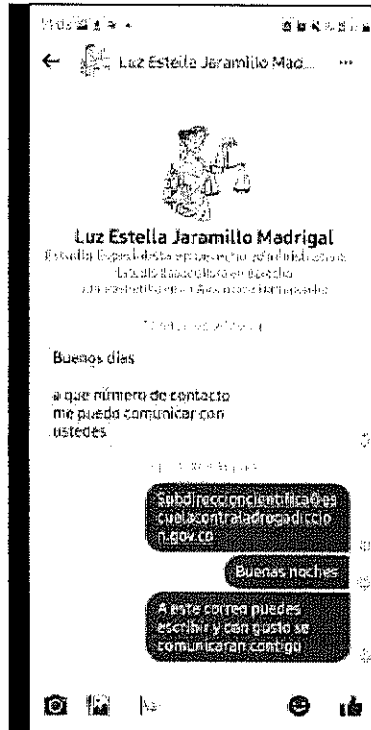 Luz Estella Jaramillo Mad...
Luz Estella Jaramillo Madrigal
Buenos días
a que número de contacto
me puedo comunicar con
ustedes
Subdireccioncientifica@es
cuelacontraladrogadiccio
n.gov.co
Buenas noches
A este correo puedes
escribir y con gusto se
comunicaran contigo
Aa